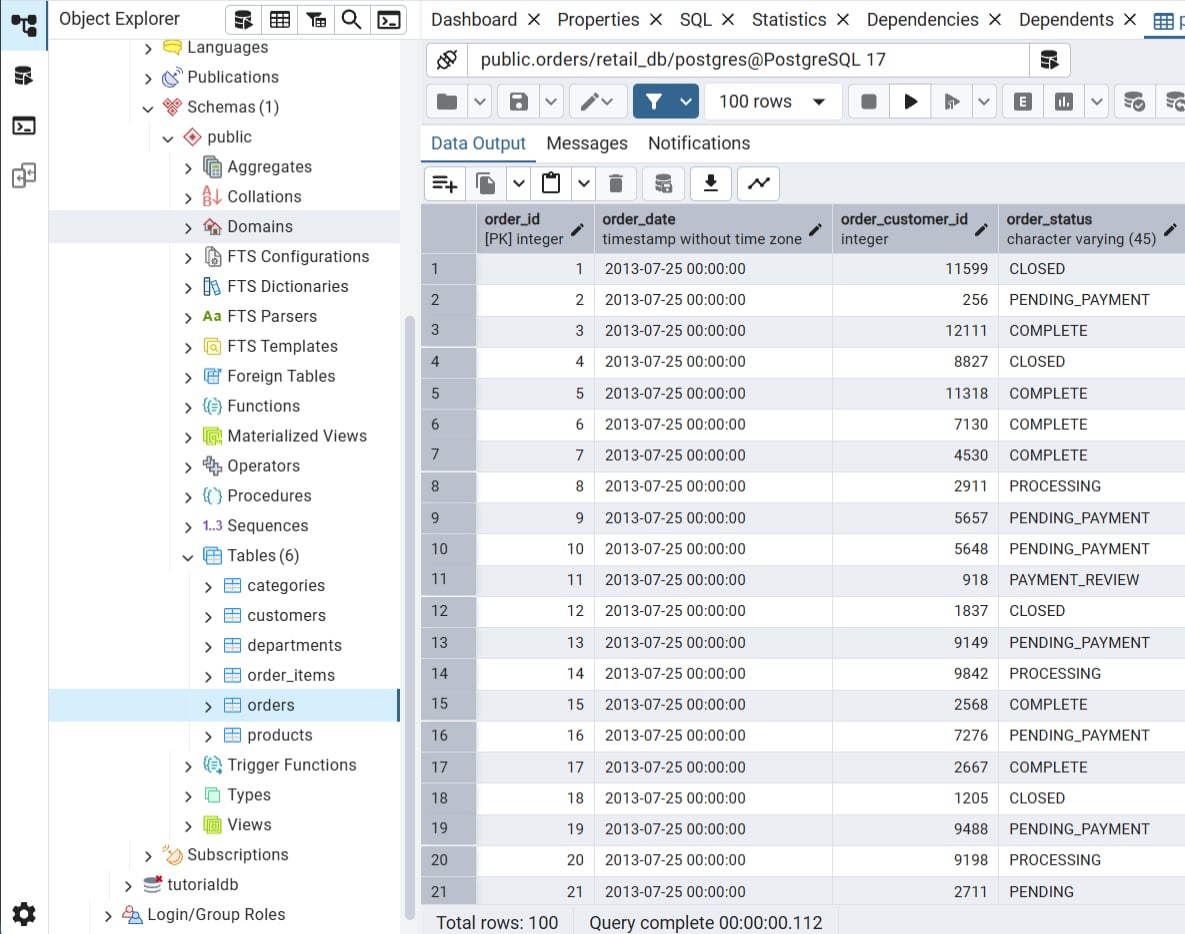 Object Explorer
Languages
Publications
Schemas (1)
public
Aggregates
Collations
Domains
FTS Configurations
FTS Dictionaries
Aa FTS Parsers
FTS Templates
Foreign Tables
Functions
Materialized Views
Operators
Procedures
1..3 Sequences
Tables (6)
categories
customers
departments
order_items
orders
products
Trigger Functions
Types
Views
Subscriptions
tutorialdb
Login/Group Roles
Dashboard Properties SQL Statistics Dependencies Dependents
public.orders/retail_db/postgres@PostgreSQL 17
100 rows E
Data Output Messages Notifications
order_id order_date order_customer_id order_status
[PK] integer timestamp without time zone integer character varying (45)
1 1 2013-07-25 00:00:00 11599 CLOSED
2 2 2013-07-25 00:00:00 256 PENDING_PAYMENT
3 3 2013-07-25 00:00:00 12111 COMPLETE
4 4 2013-07-25 00:00:00 8827 CLOSED
5 5 2013-07-25 00:00:00 11318 COMPLETE
6 6 2013-07-25 00:00:00 7130 COMPLETE
7 7 2013-07-25 00:00:00 4530 COMPLETE
8 8 2013-07-25 00:00:00 2911 PROCESSING
9 9 2013-07-25 00:00:00 5657 PENDING_PAYMENT
10 10 2013-07-25 00:00:00 5648 PENDING_PAYMENT
11 11 2013-07-25 00:00:00 918 PAYMENT_REVIEW
12 12 2013-07-25 00:00:00 1837 CLOSED
13 13 2013-07-25 00:00:00 9149 PENDING_PAYMENT
14 14 2013-07-25 00:00:00 9842 PROCESSING
15 15 2013-07-25 00:00:00 2568 COMPLETE
16 16 2013-07-25 00:00:00 7276 PENDING_PAYMENT
17 17 2013-07-25 00:00:00 2667 COMPLETE
18 18 2013-07-25 00:00:00 1205 CLOSED
19 19 2013-07-25 00:00:00 9488 PENDING_PAYMENT
20 20 2013-07-25 00:00:00 9198 PROCESSING
21 21 2013-07-25 00:00:00 2711 PENDING
Total rows: 100 Query complete 00:00:00.112